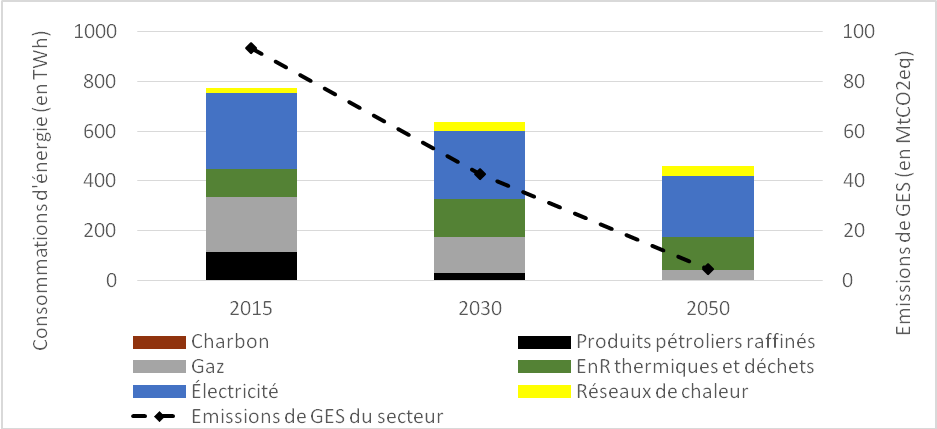 Consommations d'énergie (en TWh)
1000
800
600
400
200
0
100
80
60
40
20
0
Emissions de GES (en MtCO2eq)
2015 2030 2050
Charbon Produits pétroliers raffinés
Gaz EnR thermiques et déchets
Électricité Réseaux de chaleur
Emissions de GES du secteur